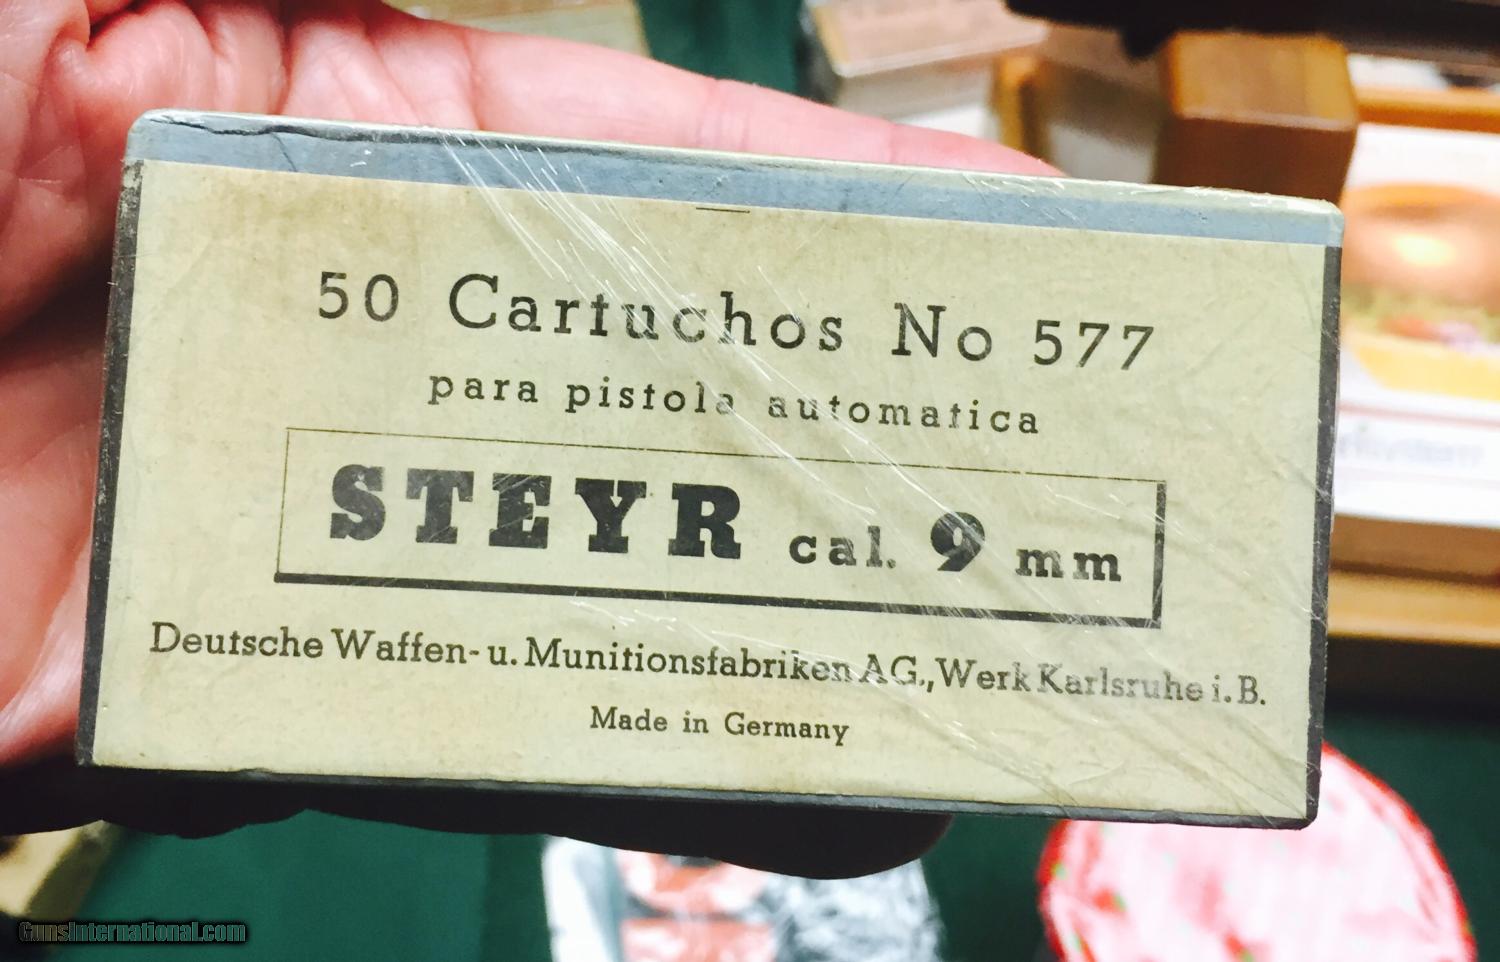 50 Cartuchos No 577
para pistola automatica
STEYR cal. 9 mm
Deutsche Waffen- u. Munitionsfabriken AG., Werk Karlsruhe i. B.
Made in Germany
GunsInternational.com